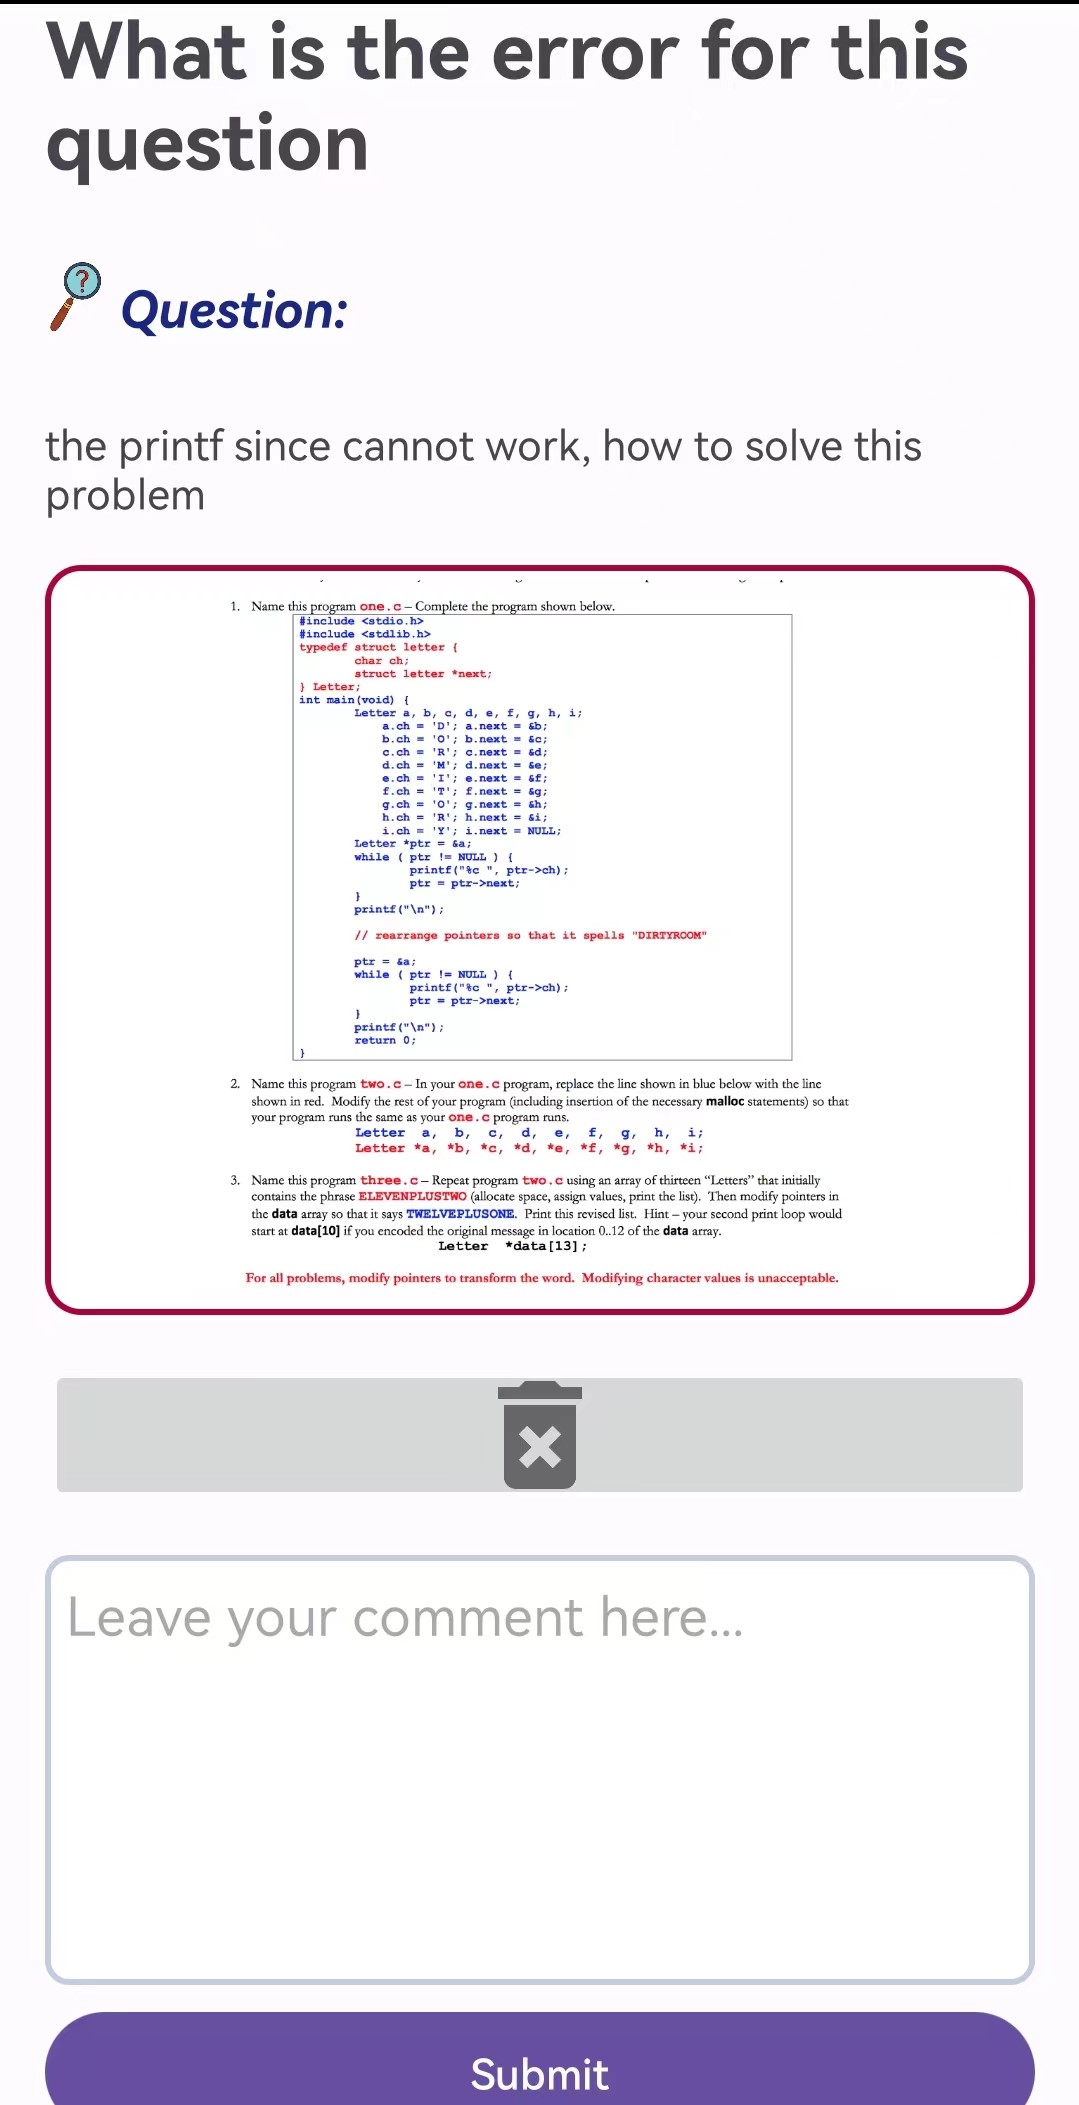 What is the error for this
question
?
Question:
the printf since cannot work, how to solve this
problem
1. Name this program one.c – Complete the program shown below.
#include <stdio.h>
#include <stdlib.h>
typedef struct letter {
char ch;
struct letter *next;
} Letter;
int main(void) {
Letter a, b, c, d, e, f, g, h, i;
a.ch = 'D'; a.next = &b;
b.ch = 'O'; b.next = &c;
c.ch = 'R'; c.next = &d;
d.ch = 'M'; d.next = &e;
e.ch = 'I'; e.next = &f;
f.ch = 'T'; f.next = &g;
g.ch = 'O'; g.next = &h;
h.ch = 'R'; h.next = &i;
i.ch = 'Y'; i.next = NULL;
Letter *ptr = &a;
while ( ptr != NULL ) {
printf("%c ", ptr->ch);
ptr = ptr->next;
}
printf("\n");
// rearrange pointers so that it spells "DIRTYROOM"
ptr = &a;
while ( ptr != NULL ) {
printf("%c ", ptr->ch);
ptr = ptr->next;
}
printf("\n");
return 0;
}
2. Name this program two.c – In your one.c program, replace the line shown in blue below with the line
shown in red. Modify the rest of your program (including insertion of the necessary malloc statements) so that
your program runs the same as your one.c program runs.
Letter a, b, c, d, e, f, g, h, i;
Letter *a, *b, *c, *d, *e, *f, *g, *h, *i;
3. Name this program three.c – Repeat program two.c using an array of thirteen “Letters” that initially
contains the phrase ELEVENPLUSTWO (allocate space, assign values, print the list). Then modify pointers in
the data array so that it says TWELVEPLUSONE. Print this revised list. Hint – your second print loop would
start at data[10] if you encoded the original message in location 0..12 of the data array.
Letter *data[13];
For all problems, modify pointers to transform the word. Modifying character values is unacceptable.
Leave your comment here...
Submit